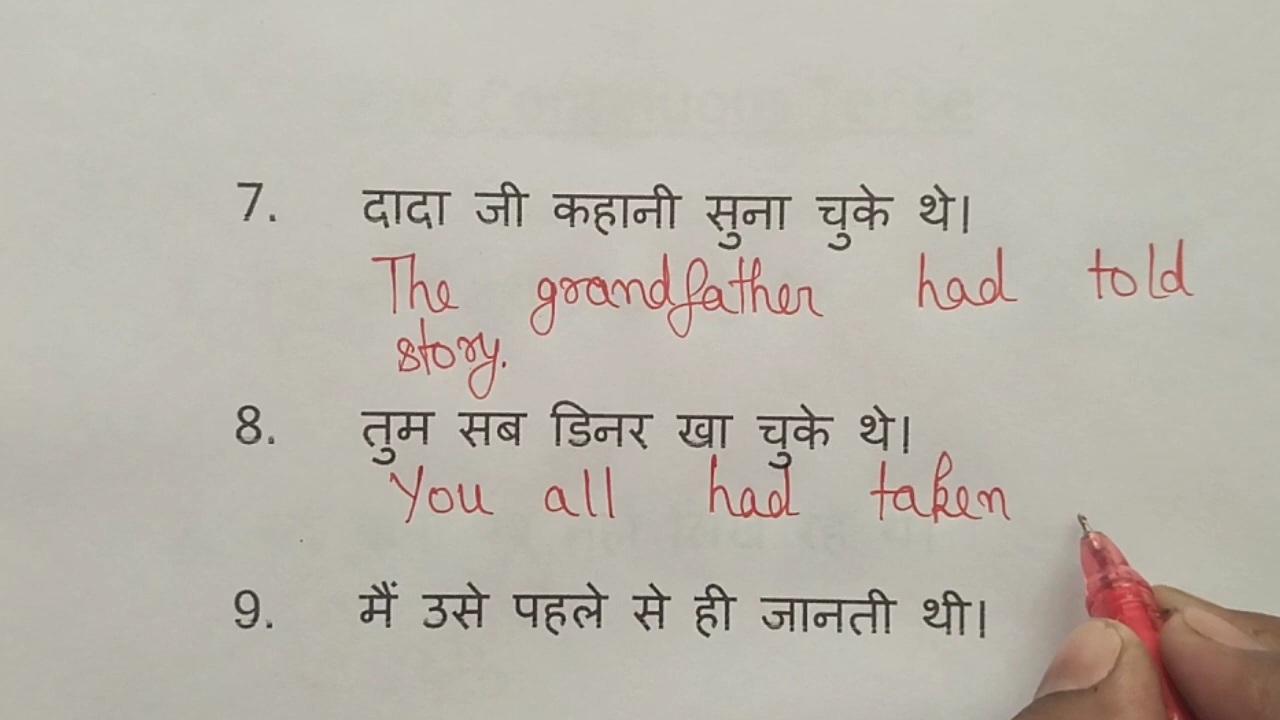 7. दादा जी कहानी सुना चुके थे।
The grandfather had told
story.
8. तुम सब डिनर खा चुके थे।
You all had taken
9. मैं उसे पहले से ही जानती थी।